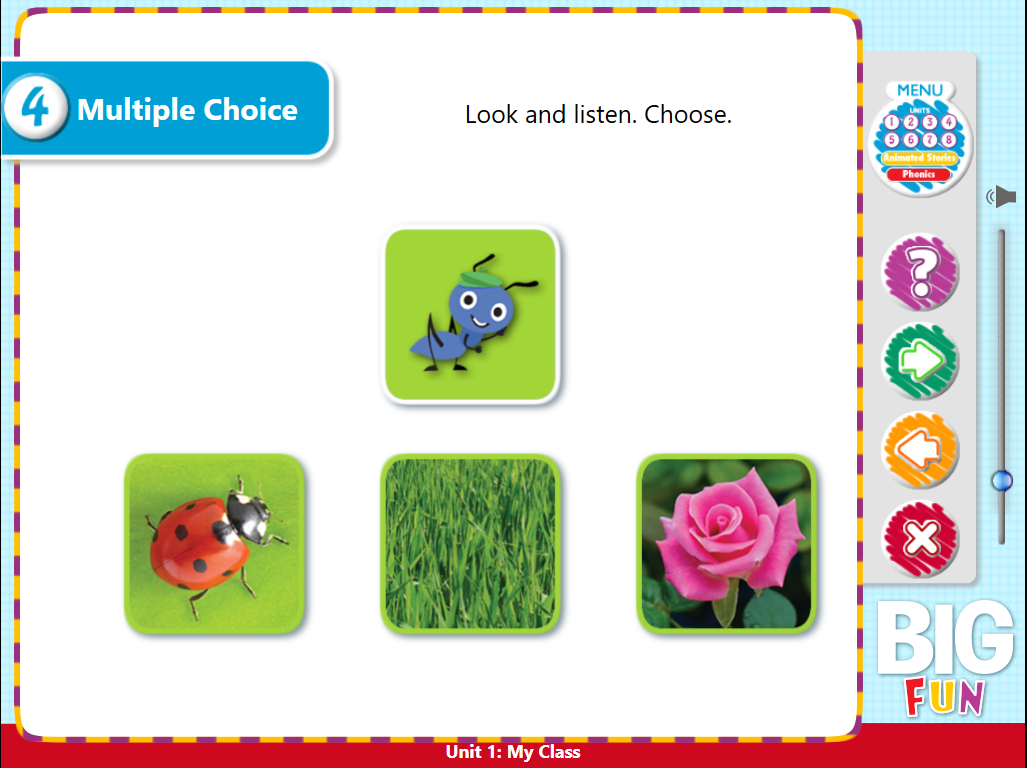 4 Multiple Choice
Look and listen. Choose.
MENU
UNITS
1 2 3 4
5 6 7 8
Animated Stories
Phonics
?
BIG
FUN
Unit 1: My Class